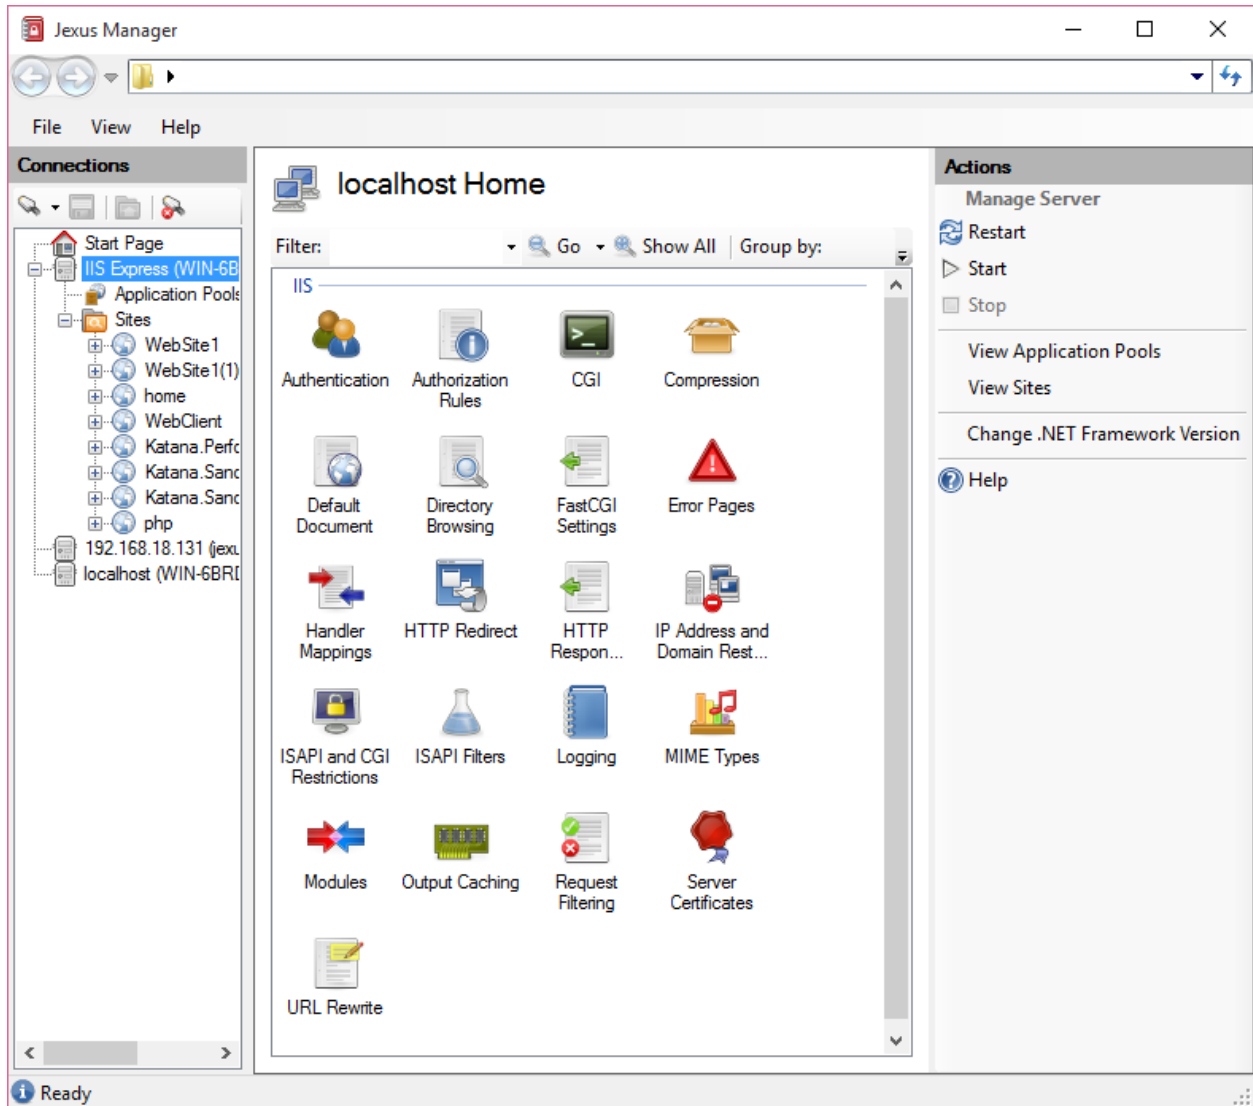 Jexus Manager
File View Help
Connections
Start Page
IIS Express (WIN-6B
Application Pools
Sites
WebSite1
WebSite1(1)
home
WebClient
Katana.Perfo
Katana.Sanc
Katana.Sanc
php
192.168.18.131 (jexu
localhost (WIN-6BRD
localhost Home
Filter: Go Show All Group by:
IIS
Authentication
Authorization
Rules
CGI
Compression
Default
Document
Directory
Browsing
FastCGI
Settings
Error Pages
Handler
Mappings
HTTP Redirect
HTTP
Respon...
IP Address and
Domain Rest...
ISAPI and CGI
Restrictions
ISAPI Filters
Logging
MIME Types
Modules
Output Caching
Request
Filtering
Server
Certificates
URL Rewrite
Actions
Manage Server
Restart
Start
Stop
View Application Pools
View Sites
Change .NET Framework Version
Help
Ready